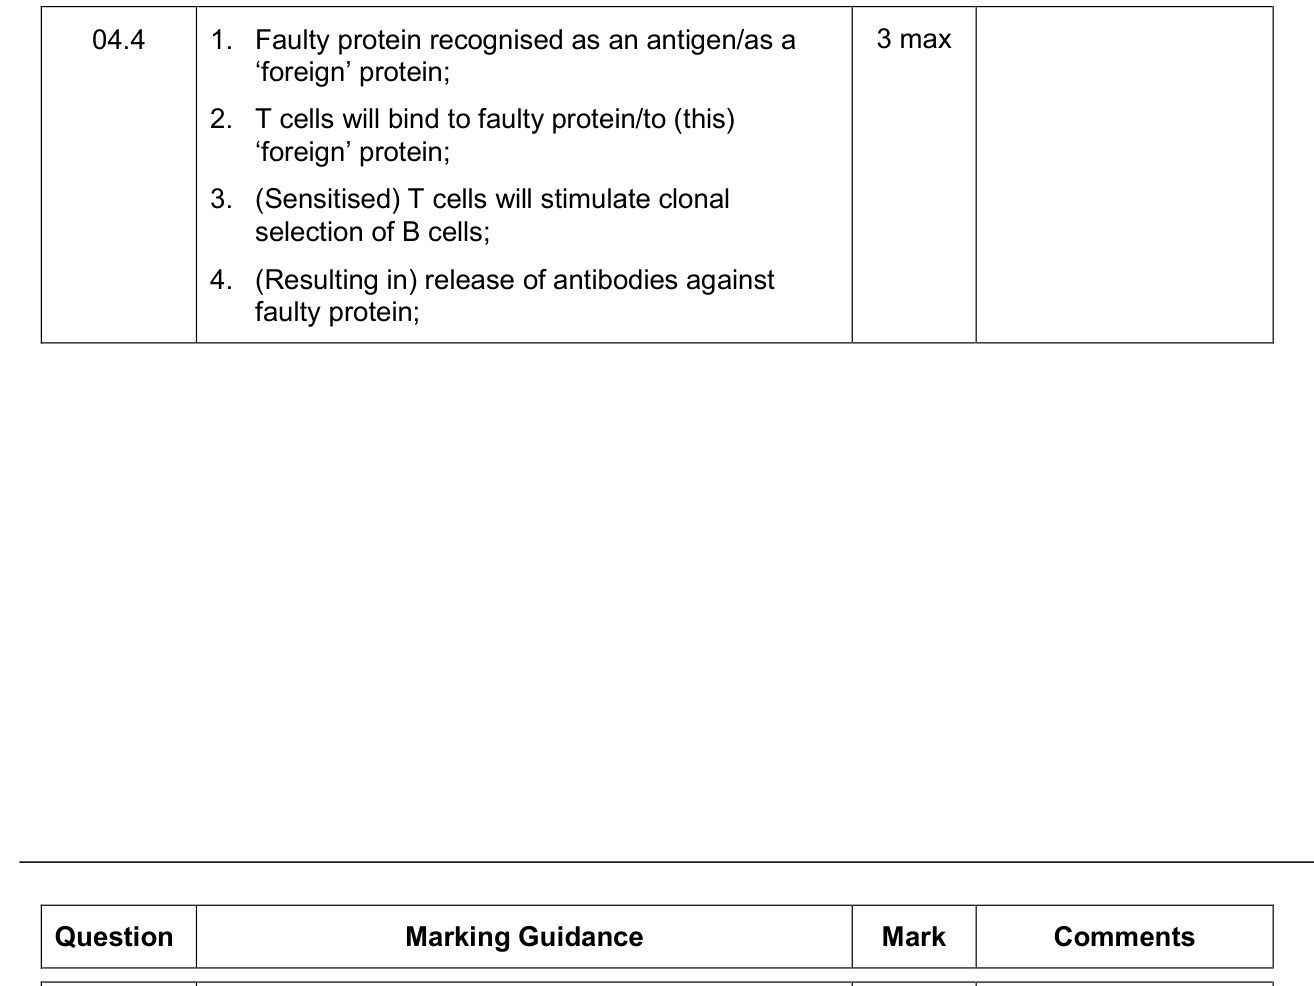 04.4
1. Faulty protein recognised as an antigen/as a
‘foreign’ protein;
2. T cells will bind to faulty protein/to (this)
‘foreign’ protein;
3. (Sensitised) T cells will stimulate clonal
selection of B cells;
4. (Resulting in) release of antibodies against
faulty protein;
3 max
Question Marking Guidance Mark Comments